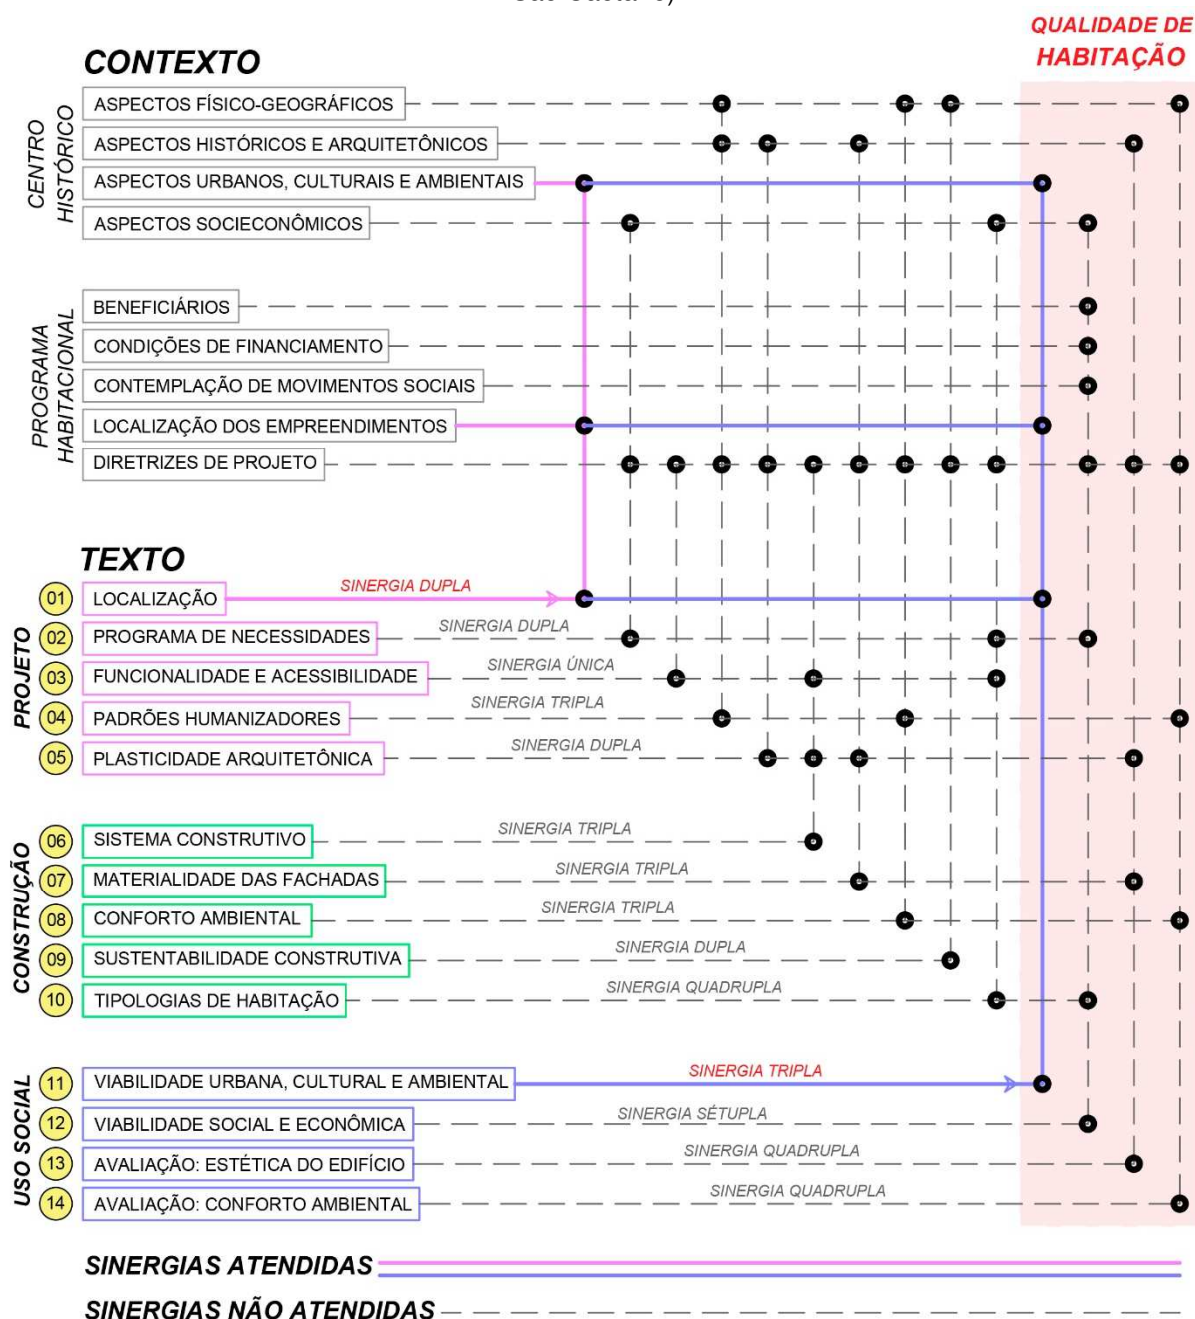 QUALIDADE DE
HABITAÇÃO
CONTEXTO
CENTRO
HISTÓRICO
ASPECTOS FÍSICO-GEOGRÁFICOS
ASPECTOS HISTÓRICOS E ARQUITETÔNICOS
ASPECTOS URBANOS, CULTURAIS E AMBIENTAIS
ASPECTOS SOCIECONÔMICOS
PROGRAMA
HABITACIONAL
BENEFICIÁRIOS
CONDIÇÕES DE FINANCIAMENTO
CONTEMPLAÇÃO DE MOVIMENTOS SOCIAIS
LOCALIZAÇÃO DOS EMPREENDIMENTOS
DIRETRIZES DE PROJETO
TEXTO
PROJETO
01 LOCALIZAÇÃO SINERGIA DUPLA
02 PROGRAMA DE NECESSIDADES SINERGIA DUPLA
03 FUNCIONALIDADE E ACESSIBILIDADE SINERGIA ÚNICA
04 PADRÕES HUMANIZADORES SINERGIA TRIPLA
05 PLASTICIDADE ARQUITETÔNICA SINERGIA DUPLA
CONSTRUÇÃO
06 SISTEMA CONSTRUTIVO SINERGIA TRIPLA
07 MATERIALIDADE DAS FACHADAS SINERGIA TRIPLA
08 CONFORTO AMBIENTAL SINERGIA TRIPLA
09 SUSTENTABILIDADE CONSTRUTIVA SINERGIA DUPLA
10 TIPOLOGIAS DE HABITAÇÃO SINERGIA QUADRUPLA
USO SOCIAL
11 VIABILIDADE URBANA, CULTURAL E AMBIENTAL SINERGIA TRIPLA
12 VIABILIDADE SOCIAL E ECONÔMICA SINERGIA SÉTUPLA
13 AVALIAÇÃO: ESTÉTICA DO EDIFÍCIO SINERGIA QUADRUPLA
14 AVALIAÇÃO: CONFORTO AMBIENTAL SINERGIA QUADRUPLA
SINERGIAS ATENDIDAS
SINERGIAS NÃO ATENDIDAS